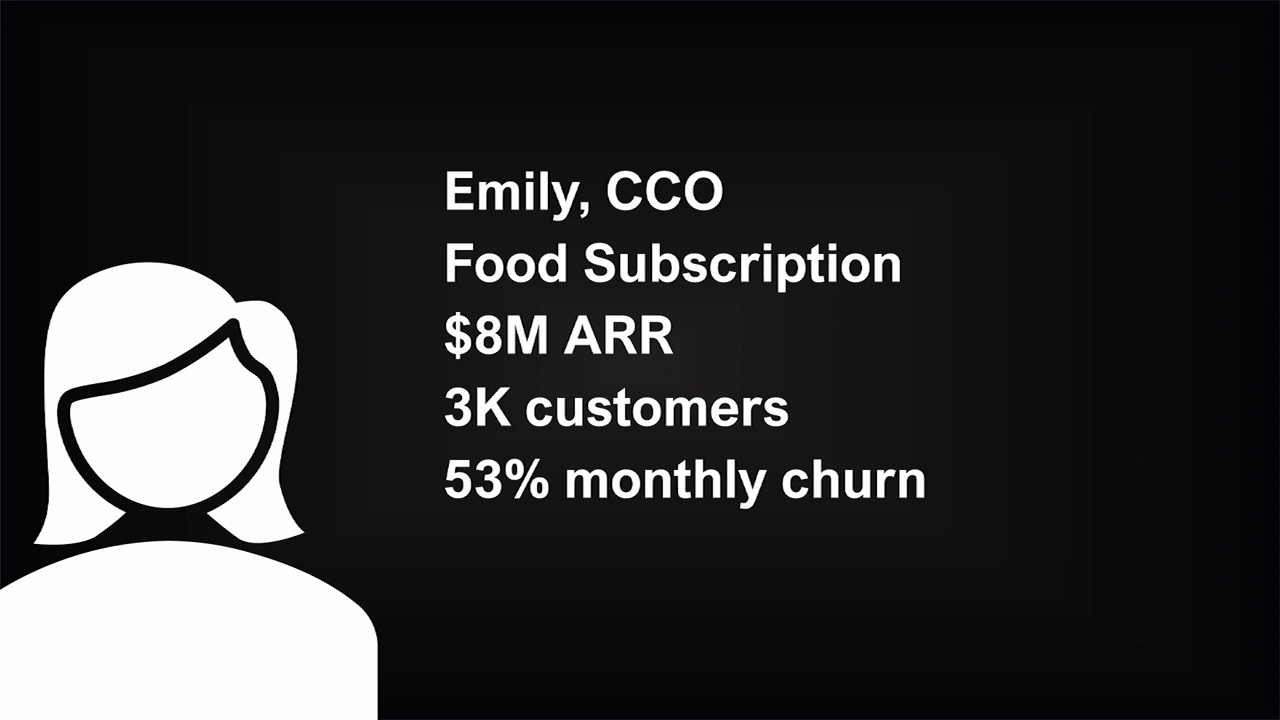 Emily, CCO
Food Subscription
$8M ARR
3K customers
53% monthly churn